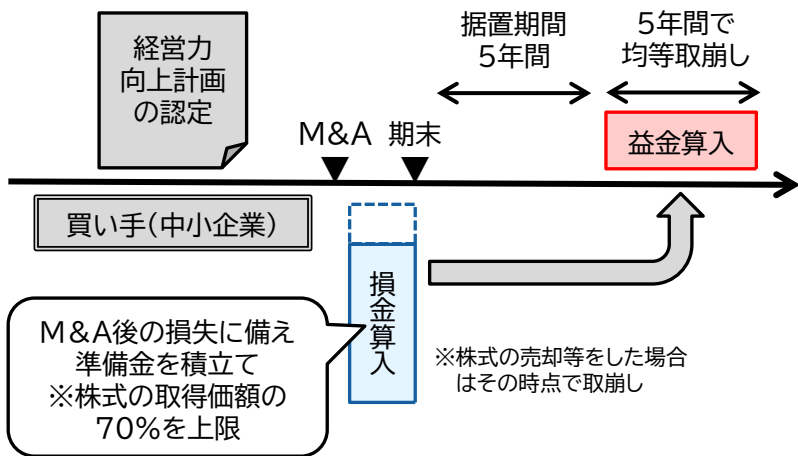 経営力
向上計画
の認定
M&A
期末
据置期間
5年間
5年間で
均等取崩し
益金算入
買い手(中小企業)
損金算入
M&A後の損失に備え
準備金を積立て
※株式の取得価額の
70%を上限
※株式の売却等をした場合
はその時点で取崩し